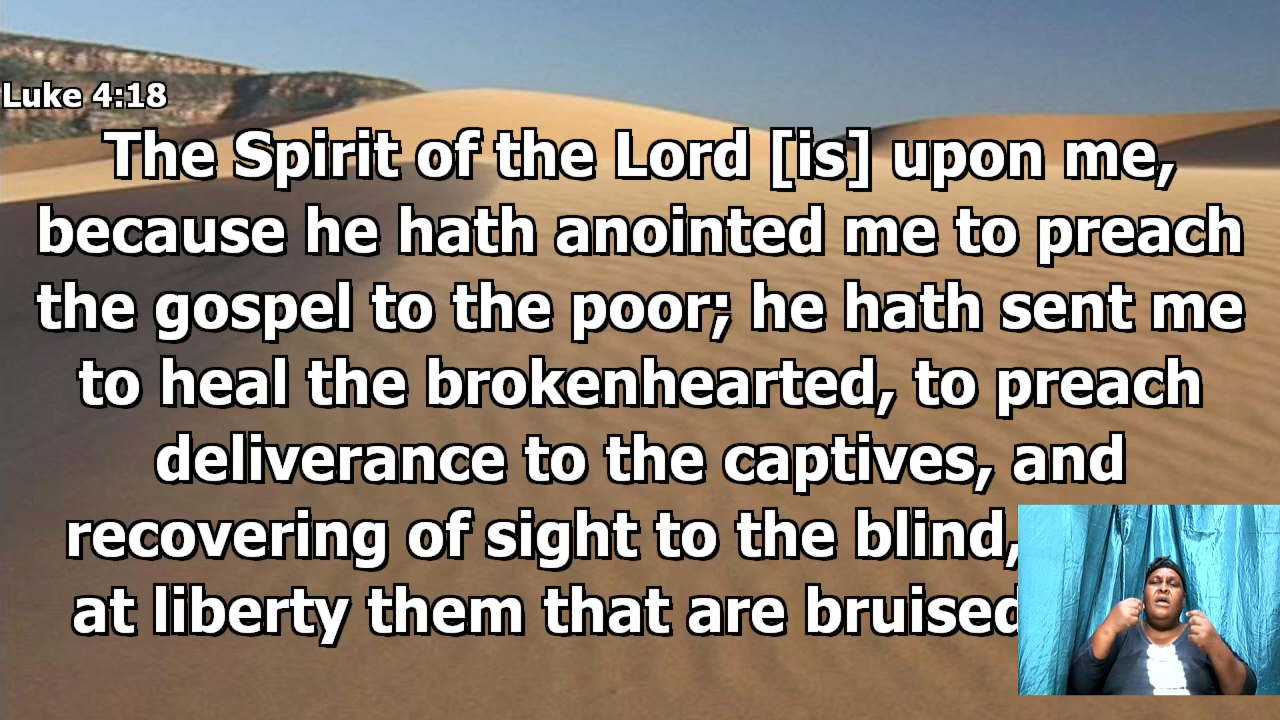 Luke 4:18
The Spirit of the Lord [is] upon me,
because he hath anointed me to preach
the gospel to the poor; he hath sent me
to heal the brokenhearted, to preach
deliverance to the captives, and
recovering of sight to the blind,
at liberty them that are bruised